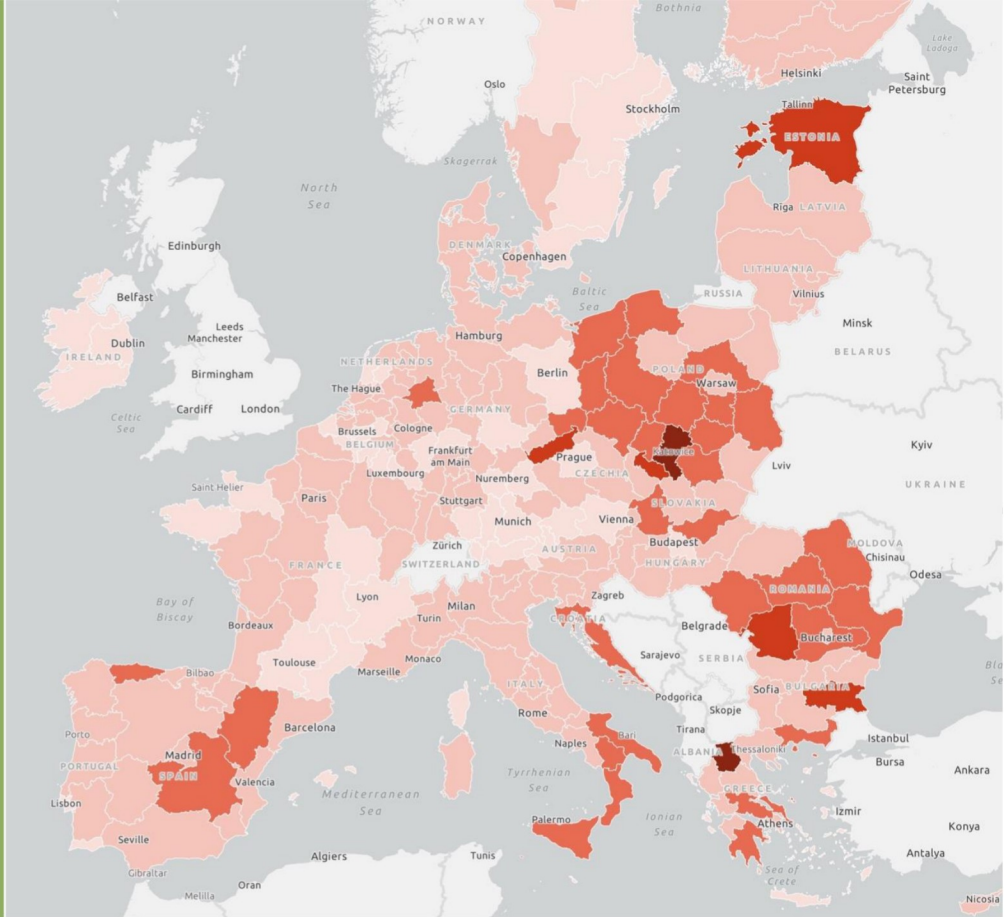 Bothnia
NORWAY
Lake
Ladoga
Helsinki
Oslo
Saint
Petersburg
Stockholm
Tallinn
ESTONIA
Skagerrak
North
Sea
Riga LATVIA
Edinburgh
DENMARK
Copenhagen
LITHUANIA
Baltic
Sea
RUSSIA
Vilnius
Belfast
Minsk
Leeds
Manchester
Hamburg
Dublin
IRELAND
BELARUS
NETHERLANDS
POLAND
Birmingham
Berlin
Warsaw
The Hague
Celtic
Sea
Cardiff
London
GERMANY
Brussels
Cologne
BELGIUM
Kyiv
Frankfurt
am Main
Katowice
Prague
Lviv
Luxembourg
CZECHIA
Nuremberg
UKRAINE
Saint Helier
Paris
Stuttgart
SLOVAKIA
Munich
Vienna
Zürich
AUSTRIA
Budapest
MOLDOVA
Chisinau
FRANCE
SWITZERLAND
HUNGARY
Odesa
ROMANIA
Lyon
Zagreb
Bay of
Biscay
Milan
Turin
CROATIA
Bordeaux
Belgrade
Bucharest
Sarajevo
SERBIA
Toulouse
Monaco
Marseille
Bilbao
ITALY
Sofia
BULGARIA
Podgorica
Skopje
Rome
Porto
Barcelona
Tirana
Istanbul
Madrid
Naples
Bari
ALBANIA
Thessaloniki
Bursa
PORTUGAL
SPAIN
Valencia
Tyrrhenian
Sea
Ankara
Mediterranean
Sea
GREECE
Lisbon
Palermo
Ionian
Sea
Athens
Izmir
Konya
Seville
Algiers
Tunis
Antalya
Gibraltar
Oran
Sea of
Crete
Melilla
Nicosia